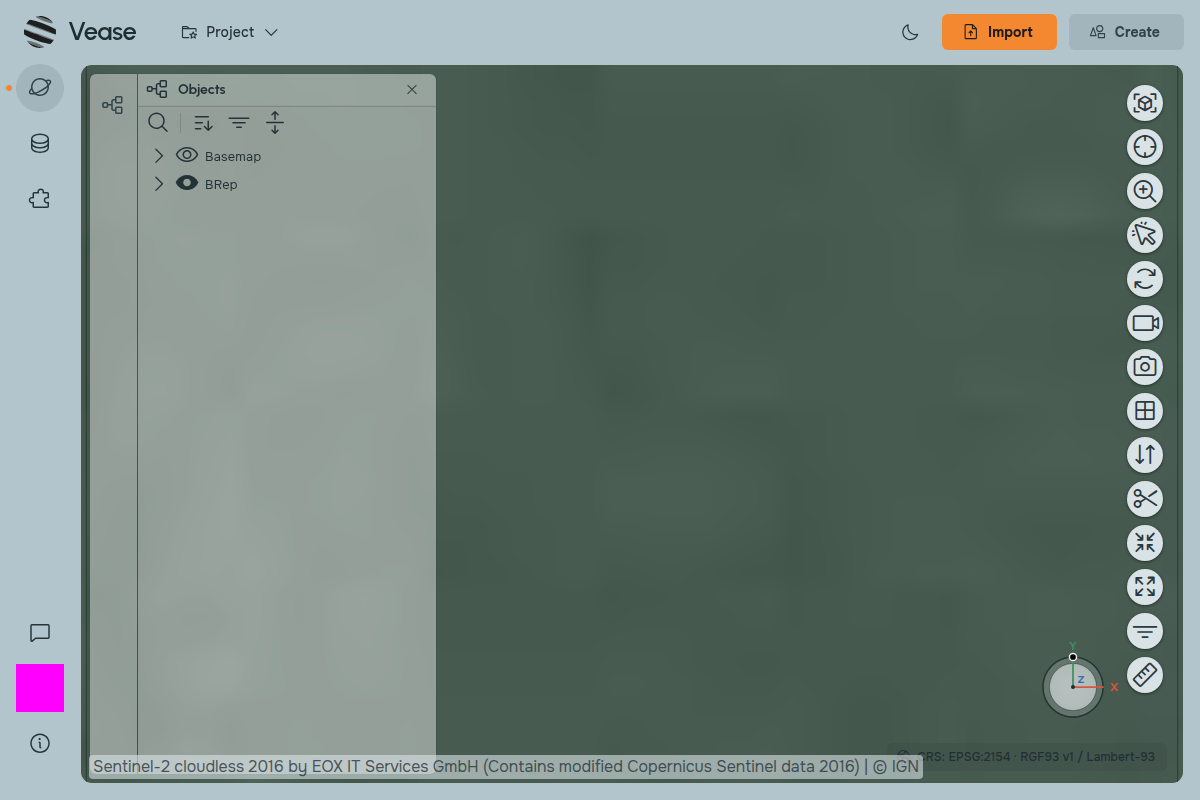 Vease
Project
Import
Create
Objects
Basemap
BRep
Y
Z
X
CRS: EPSG:2154 · RGF93 v1 / Lambert-93
Sentinel-2 cloudless 2016 by EOX IT Services GmbH (Contains modified Copernicus Sentinel data 2016) | © IGN